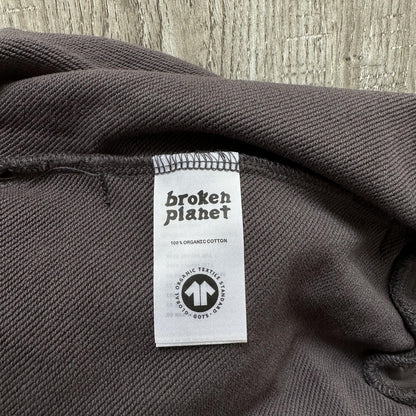 broken
planet
100% ORGANIC COTTON
GLOBAL ORGANIC TEXTILE STANDARD · GOTS ·